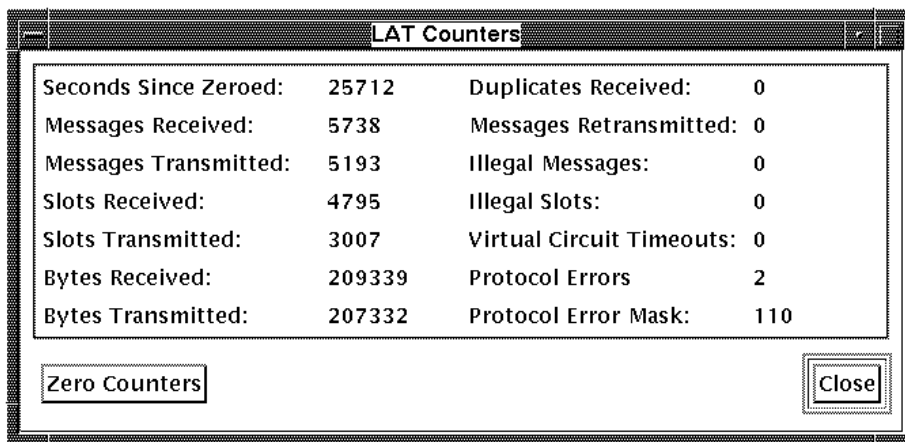 LAT Counters
Seconds Since Zeroed: 25712 Duplicates Received: 0
Messages Received: 5738 Messages Retransmitted: 0
Messages Transmitted: 5193 Illegal Messages: 0
Slots Received: 4795 Illegal Slots: 0
Slots Transmitted: 3007 Virtual Circuit Timeouts: 0
Bytes Received: 209339 Protocol Errors 2
Bytes Transmitted: 207332 Protocol Error Mask: 110
Zero Counters Close